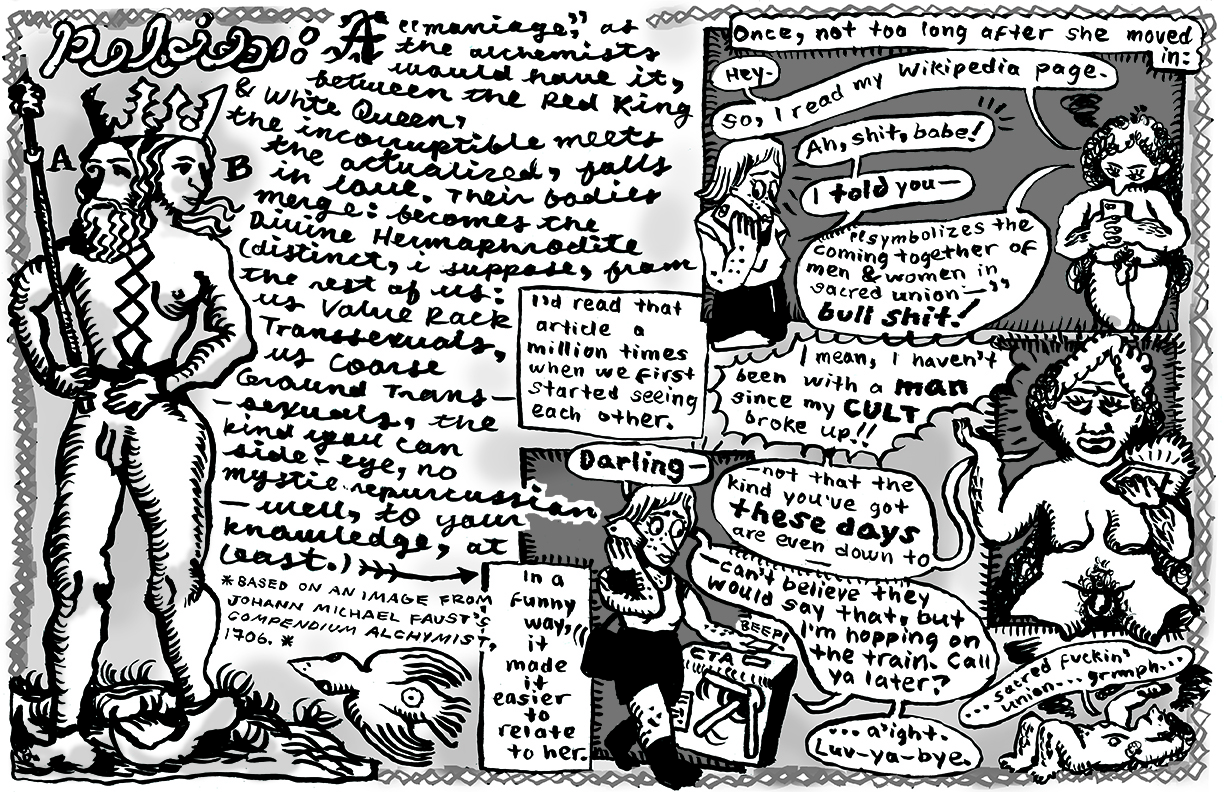 A “marriage,” as
the alchemists
would have it,
between the Red King
& White Queen,
the incorruptible meets
the actualized, falls
in love. Their bodies
merge: becomes the
Divine Hermaphrodite
(distinct, i suppose, from
the rest of us:
us Value Rack
Transsexuals,
us Coarse
Ground Trans-
-sexuals, the
kind you can
side-eye, no
mystic repurcussion
—well, to your
knowledge, at
least.)
A
B
*BASED ON AN IMAGE FROM
JOHANN MICHAEL FAUST'S
COMPENDIUM ALCHYMIST,
1706. *
Once, not too long after she moved
in:
Hey-
So, I read my Wikipedia page.
Ah, shit, babe!
I told you—
"symbolizes the
coming together of
men & women in
sacred union—"
bull shit!
I'd read that
article a
million times
when we first
started seeing
each other.
I mean, I haven't
been with a man
since my CULT
broke up!!
Darling—
—not that the
kind you've got
these days
are even down to
—
—can't believe they
would say that, but
I'm hopping on
the train. Call
ya later?
BEEP!
CTA
In a
funny
way,
it
made
it
easier
to
relate
to her.
...a'ight.
Luv-ya-bye.
...sacred fuckin'
union... grmmph...